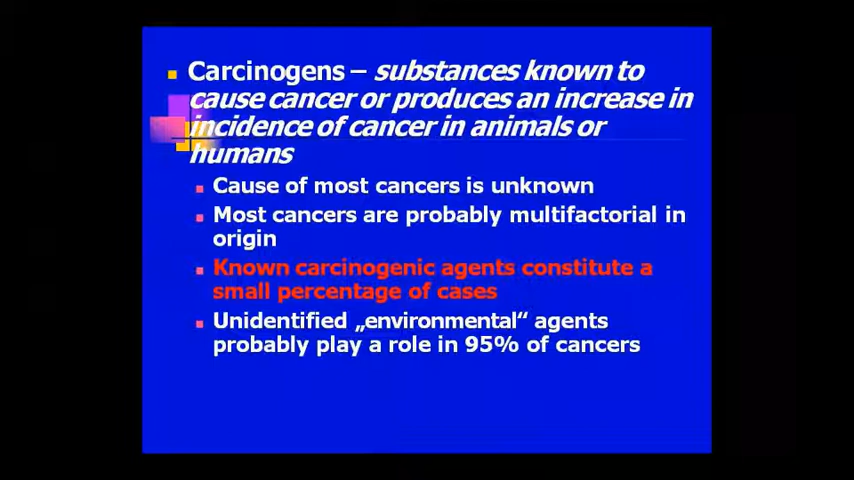 Carcinogens – substances known to
cause cancer or produces an increase in
incidence of cancer in animals or
humans
Cause of most cancers is unknown
Most cancers are probably multifactorial in
origin
Known carcinogenic agents constitute a
small percentage of cases
Unidentified „environmental“ agents
probably play a role in 95% of cancers